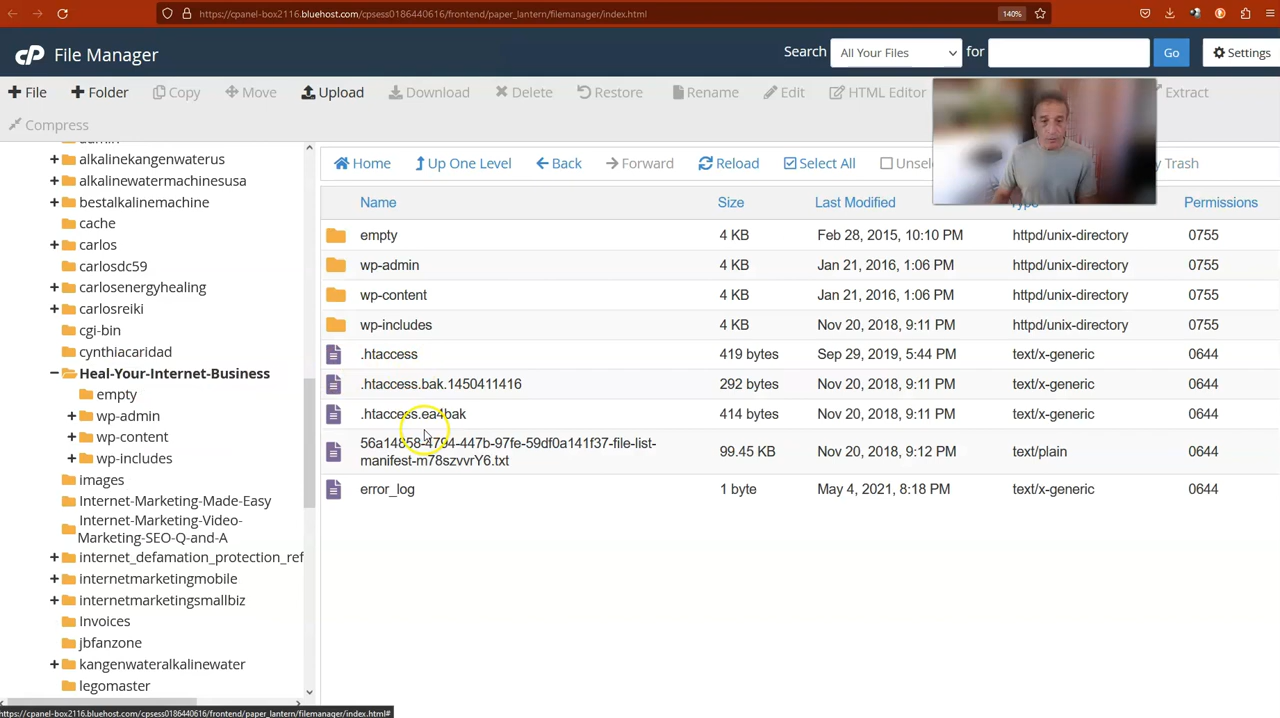 https://cpanel-box2116.bluehost.com/cpsess0186440616/frontend/paper_lantern/filemanager/index.html
140%
cP File Manager
Search All Your Files for Go Settings
File Folder Copy Move Upload Download Delete Restore Rename Edit HTML Editor Extract
Compress
Home Up One Level Back Forward Reload Select All Trash
alkalinekangenwaterus
alkalinewatermachinesusa
bestalkalinemachine
cache
carlos
carlosdc59
carlosenergyhealing
carlosreiki
cgi-bin
cynthiacaridad
Heal-Your-Internet-Business
empty
wp-admin
wp-content
wp-includes
images
Internet-Marketing-Made-Easy
Internet-Marketing-Video-
Marketing-SEO-Q-and-A
internet_defamation_protection_ref
internetmarketingmobile
internetmarketingsmallbiz
Invoices
jbfanzone
kangenwateralkalinewater
legomaster
Name Size Last Modified Type Permissions
empty 4 KB Feb 28, 2015, 10:10 PM httpd/unix-directory 0755
wp-admin 4 KB Jan 21, 2016, 1:06 PM httpd/unix-directory 0755
wp-content 4 KB Jan 21, 2016, 1:06 PM httpd/unix-directory 0755
wp-includes 4 KB Nov 20, 2018, 9:11 PM httpd/unix-directory 0755
.htaccess 419 bytes Sep 29, 2019, 5:44 PM text/x-generic 0644
.htaccess.bak.1450411416 292 bytes Nov 20, 2018, 9:11 PM text/x-generic 0644
.htaccess.ea4bak 414 bytes Nov 20, 2018, 9:11 PM text/x-generic 0644
56a14858-4794-447b-97fe-59df0a141f37-file-list-
manifest-m78szvvrY6.txt 99.45 KB Nov 20, 2018, 9:12 PM text/plain 0644
error_log 1 byte May 4, 2021, 8:18 PM text/x-generic 0644
https://cpanel-box2116.bluehost.com/cpsess0186440616/frontend/paper_lantern/filemanager/index.html#